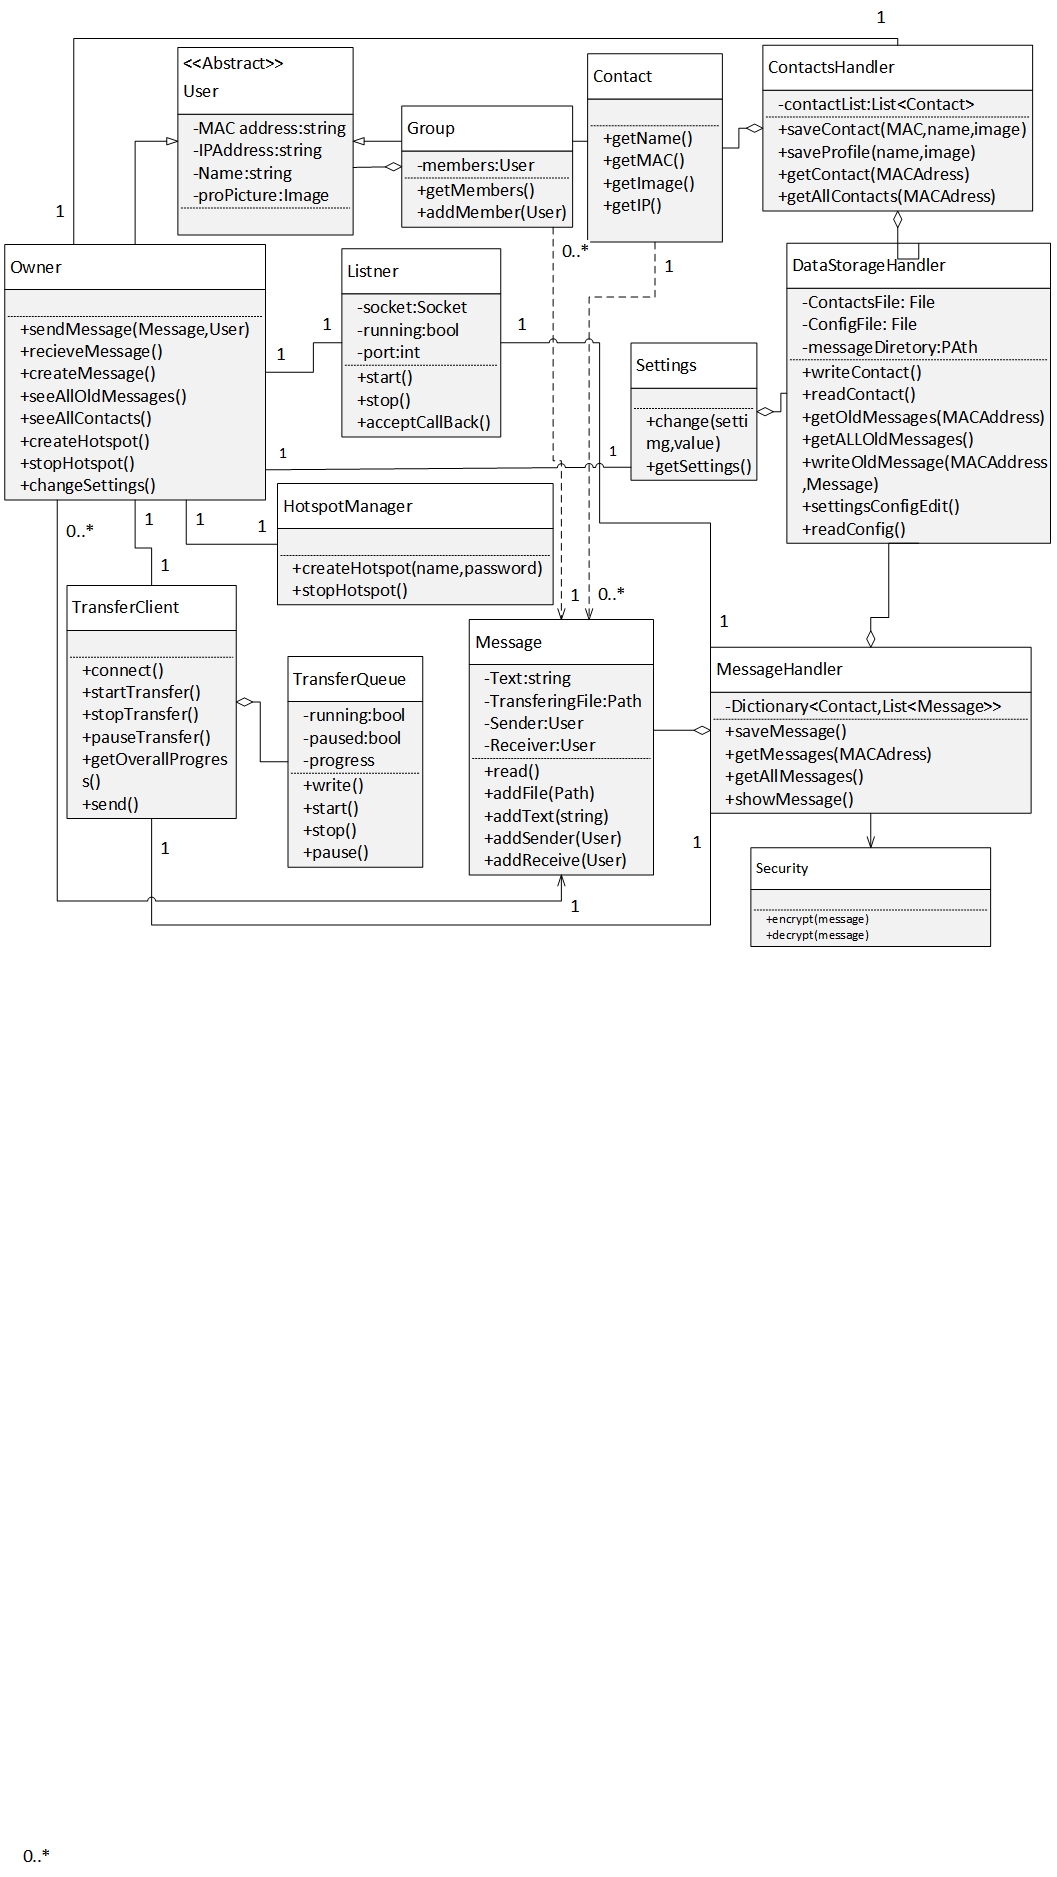 1
<<Abstract>>
User
-MAC address:string
-IPAddress:string
-Name:string
-proPicture:Image
Group
-members:User
+getMembers()
+addMember(User)
Contact
+getName()
+getMAC()
+getImage()
+getIP()
ContactsHandler
-contactList:List<Contact>
+saveContact(MAC,name,image)
+saveProfile(name,image)
+getContact(MACAdress)
+getAllContacts(MACAdress)
1
0..*
1
Owner
+sendMessage(Message,User)
+recieveMessage()
+createMessage()
+seeAllOldMessages()
+seeAllContacts()
+createHotspot()
+stopHotspot()
+changeSettings()
1
1
Listner
-socket:Socket
-running:bool
-port:int
+start()
+stop()
+acceptCallBack()
1
Settings
+change(setti
mg,value)
+getSettings()
DataStorageHandler
-ContactsFile: File
-ConfigFile: File
-messageDiretory:PAth
+writeContact()
+readContact()
+getOldMessages(MACAddress)
+getALLOldMessages()
+writeOldMessage(MACAddress
,Message)
+settingsConfigEdit()
+readConfig()
1
1
0..*
1
1
1
HotspotManager
+createHotspot(name,password)
+stopHotspot()
1
1
0..*
1
TransferClient
+connect()
+startTransfer()
+stopTransfer()
+pauseTransfer()
+getOverallProgres
s()
+send()
TransferQueue
-running:bool
-paused:bool
-progress
+write()
+start()
+stop()
+pause()
Message
-Text:string
-TransferingFile:Path
-Sender:User
-Receiver:User
+read()
+addFile(Path)
+addText(string)
+addSender(User)
+addReceive(User)
MessageHandler
-Dictionary<Contact,List<Message>>
+saveMessage()
+getMessages(MACAdress)
+getAllMessages()
+showMessage()
1
1
1
Security
+encrypt(message)
+decrypt(message)
0..*